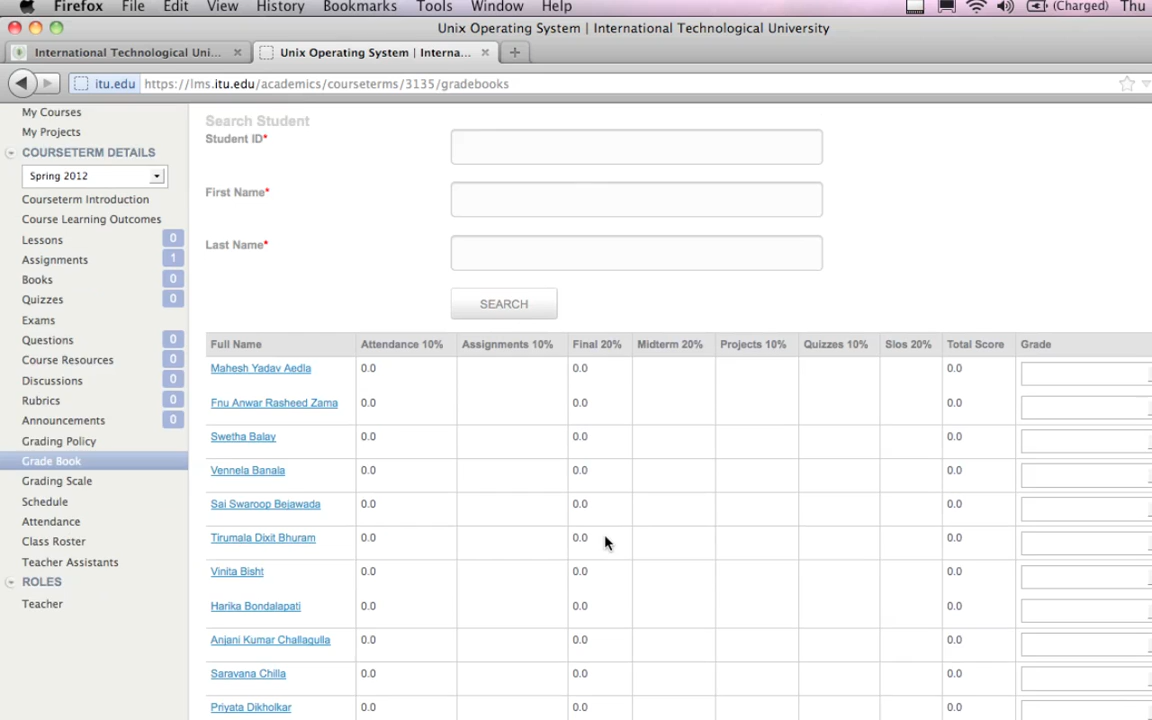 Firefox File Edit View History Bookmarks Tools Window Help (Charged) Thu
Unix Operating System | International Technological University
International Technological Uni... Unix Operating System | Interna...
itu.edu https://lms.itu.edu/academics/courseterms/3135/gradebooks
My Courses
My Projects
COURSETERM DETAILS
Spring 2012
Courseterm Introduction
Course Learning Outcomes
Lessons 0
Assignments 1
Books 0
Quizzes 0
Exams
Questions 0
Course Resources 0
Discussions 0
Rubrics 0
Announcements 0
Grading Policy
Grade Book
Grading Scale
Schedule
Attendance
Class Roster
Teacher Assistants
ROLES
Teacher
Search Student
Student ID*
First Name*
Last Name*
SEARCH
Full Name Attendance 10% Assignments 10% Final 20% Midterm 20% Projects 10% Quizzes 10% Slos 20% Total Score Grade
Mahesh Yadav Aedla 0.0 0.0 0.0
Fnu Anwar Rasheed Zama 0.0 0.0 0.0
Swetha Balay 0.0 0.0 0.0
Vennela Banala 0.0 0.0 0.0
Sai Swaroop Bejawada 0.0 0.0 0.0
Tirumala Dixit Bhuram 0.0 0.0 0.0
Vinita Bisht 0.0 0.0 0.0
Harika Bondalapati 0.0 0.0 0.0
Anjani Kumar Challagulla 0.0 0.0 0.0
Saravana Chilla 0.0 0.0 0.0
Priyata Dikholkar 0.0 0.0 0.0